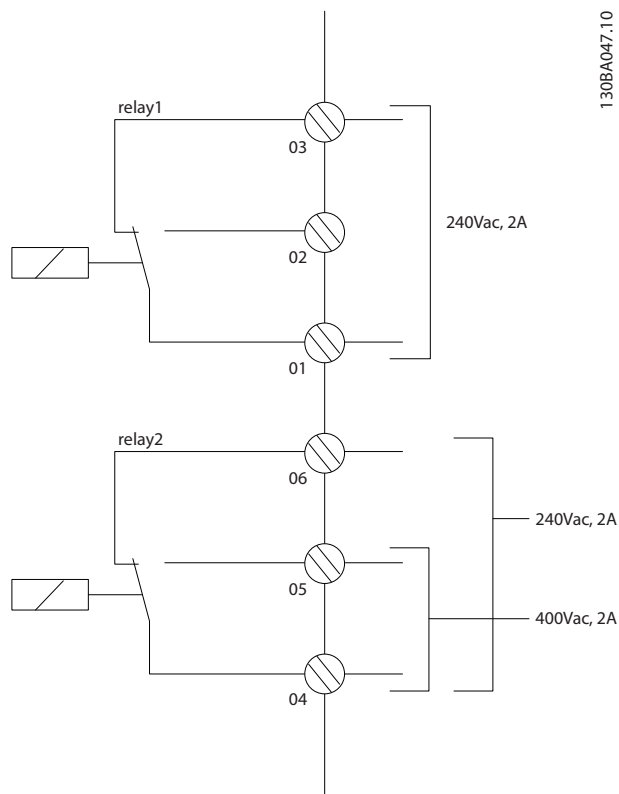 130BA047.10
relay1
03
240Vac, 2A
02
01
relay2
06
240Vac, 2A
05
400Vac, 2A
04